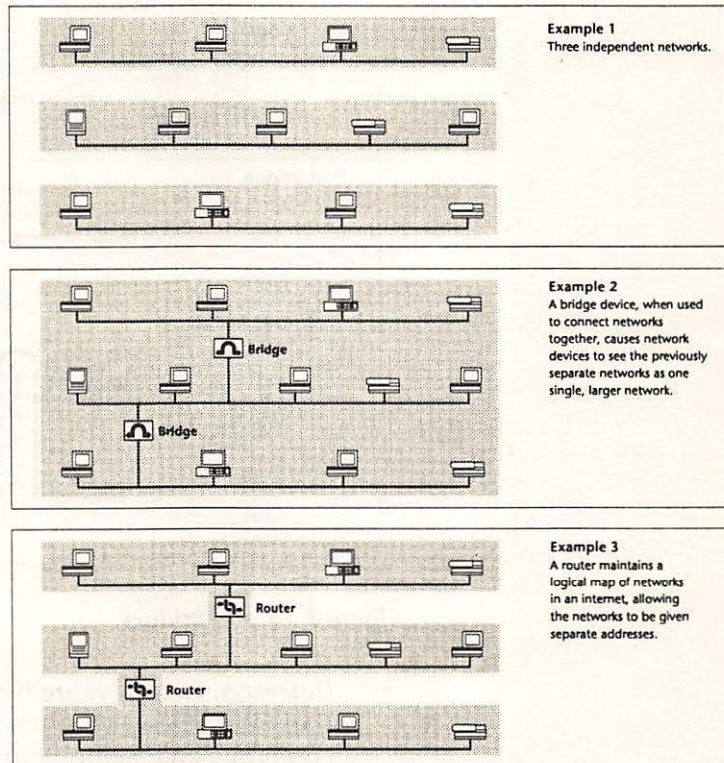 Example 1
Three independent networks.
Example 2
A bridge device, when used
to connect networks
together, causes network
devices to see the previously
separate networks as one
single, larger network.
Bridge
Bridge
Example 3
A router maintains a
logical map of networks
in an internet, allowing
the networks to be given
separate addresses.
Router
Router